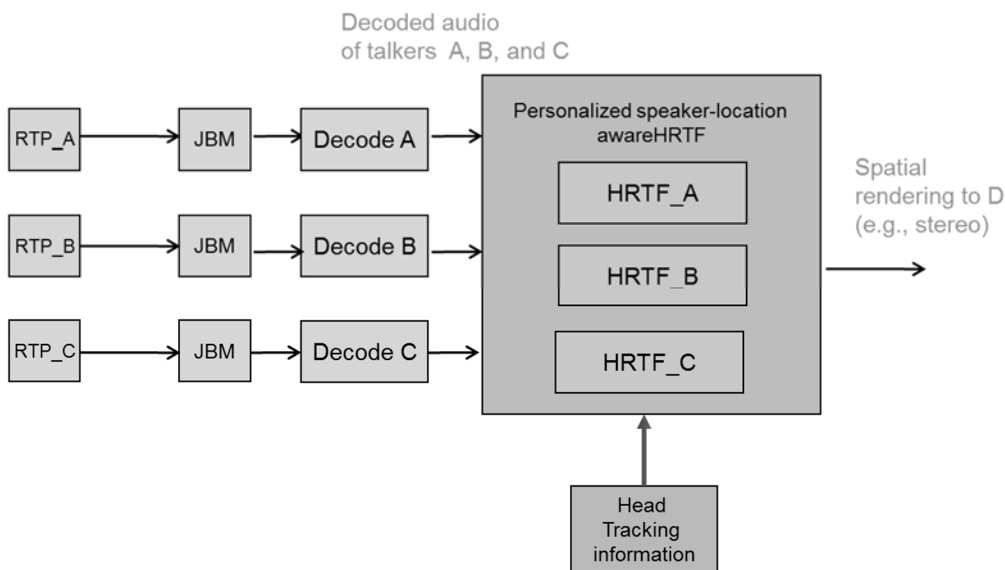 Decoded audio
of talkers A, B, and C
RTP_A
JBM
Decode A
RTP_B
JBM
Decode B
RTP_C
JBM
Decode C
Personalized speaker-location
awareHRTF
HRTF_A
HRTF_B
HRTF_C
Spatial
rendering to D
(e.g., stereo)
Head
Tracking
information